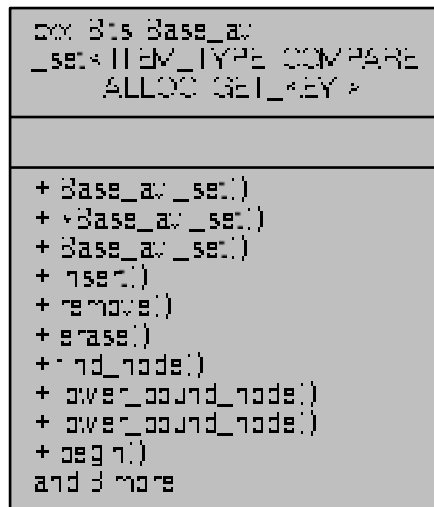 cxx::Bits::Base_avl
_set< ITEM_TYPE, COMPARE,
ALLOC, GET_KEY >
+ Base_avl_set()
+ ~Base_avl_set()
+ Base_avl_set()
+ insert()
+ remove()
+ erase()
+ find_node()
+ lower_bound_node()
+ lower_bound_node()
+ begin()
and more